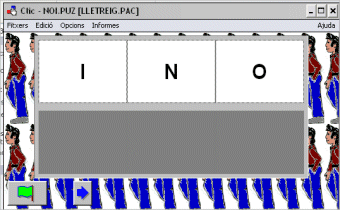 Clic - NOI.PUZ [LLETREIG.PAC]
Fitxers Edició Opcions Informes Ajuda
I N O